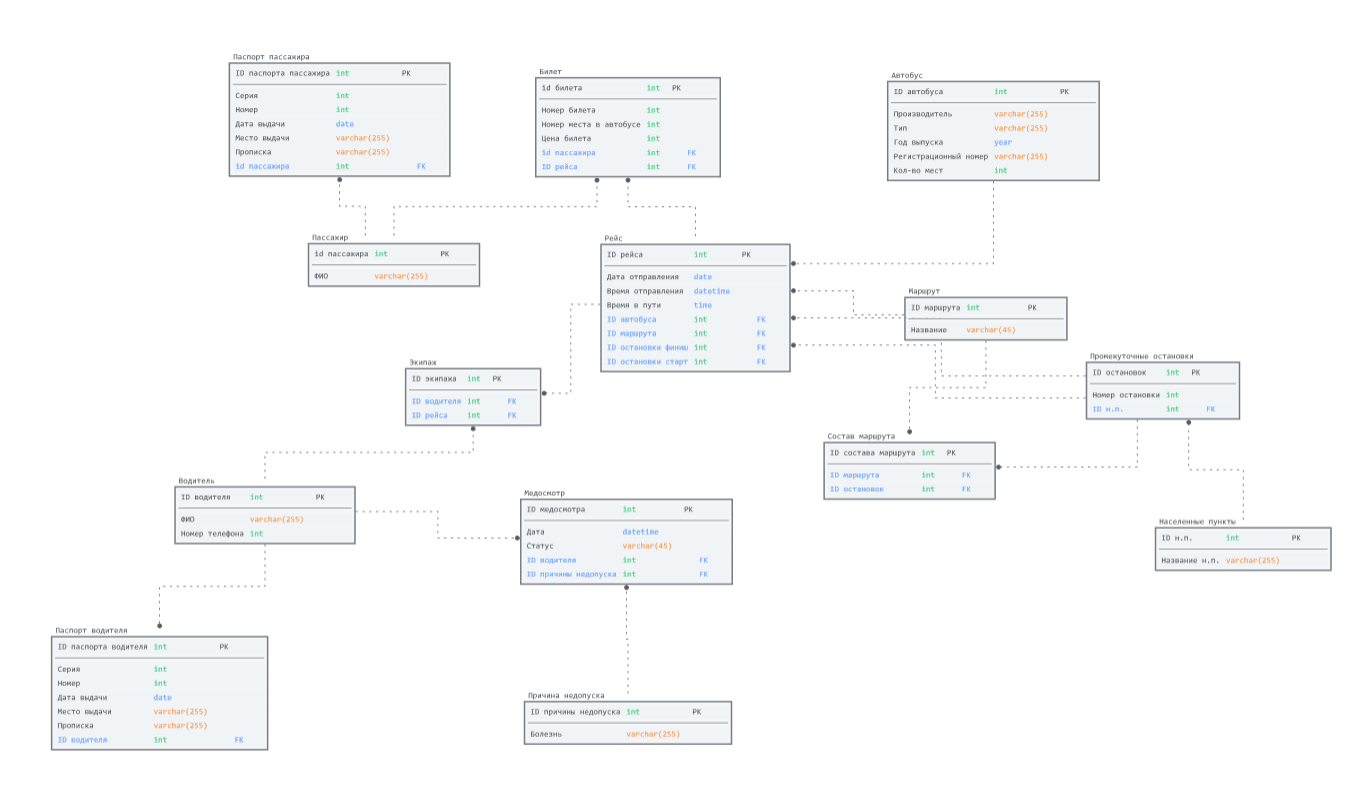 Паспорт пассажира
ID паспорта пассажира int PK
Серия int
Номер int
Дата выдачи date
Место выдачи varchar(255)
Прописка varchar(255)
id пассажира int FK
Билет
id билета int PK
Номер билета int
Номер места в автобусе int
Цена билета int
id пассажира int FK
ID рейса int FK
Автобус
ID автобуса int PK
Производитель varchar(255)
Тип varchar(255)
Год выпуска year
Регистрационный номер varchar(255)
Кол-во мест int
Пассажир
id пассажира int PK
ФИО varchar(255)
Рейс
ID рейса int PK
Дата отправления date
Время отправления datetime
Время в пути time
ID автобуса int FK
ID маршрута int FK
ID остановки финиш int FK
ID остановки старт int FK
Маршрут
ID маршрута int PK
Название varchar(45)
Промежуточные остановки
ID остановок int PK
Номер остановки int
ID н.п. int FK
Экипаж
ID экипажа int PK
ID водителя int FK
ID рейса int FK
Состав маршрута
ID состава маршрута int PK
ID маршрута int FK
ID остановок int FK
Водитель
ID водителя int PK
ФИО varchar(255)
Номер телефона int
Медосмотр
ID медосмотра int PK
Дата datetime
Статус varchar(45)
ID водителя int FK
ID причины недопуска int FK
Населенные пункты
ID н.п. int PK
Название н.п. varchar(255)
Паспорт водителя
ID паспорта водителя int PK
Серия int
Номер int
Дата выдачи date
Место выдачи varchar(255)
Прописка varchar(255)
ID водителя int FK
Причина недопуска
ID причины недопуска int PK
Болезнь varchar(255)